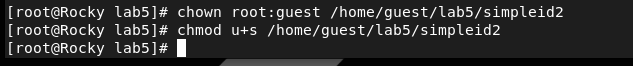 [root@Rocky lab5]# chown root:guest /home/guest/lab5/simpleid2
[root@Rocky lab5]# chmod u+s /home/guest/lab5/simpleid2
[root@Rocky lab5]#